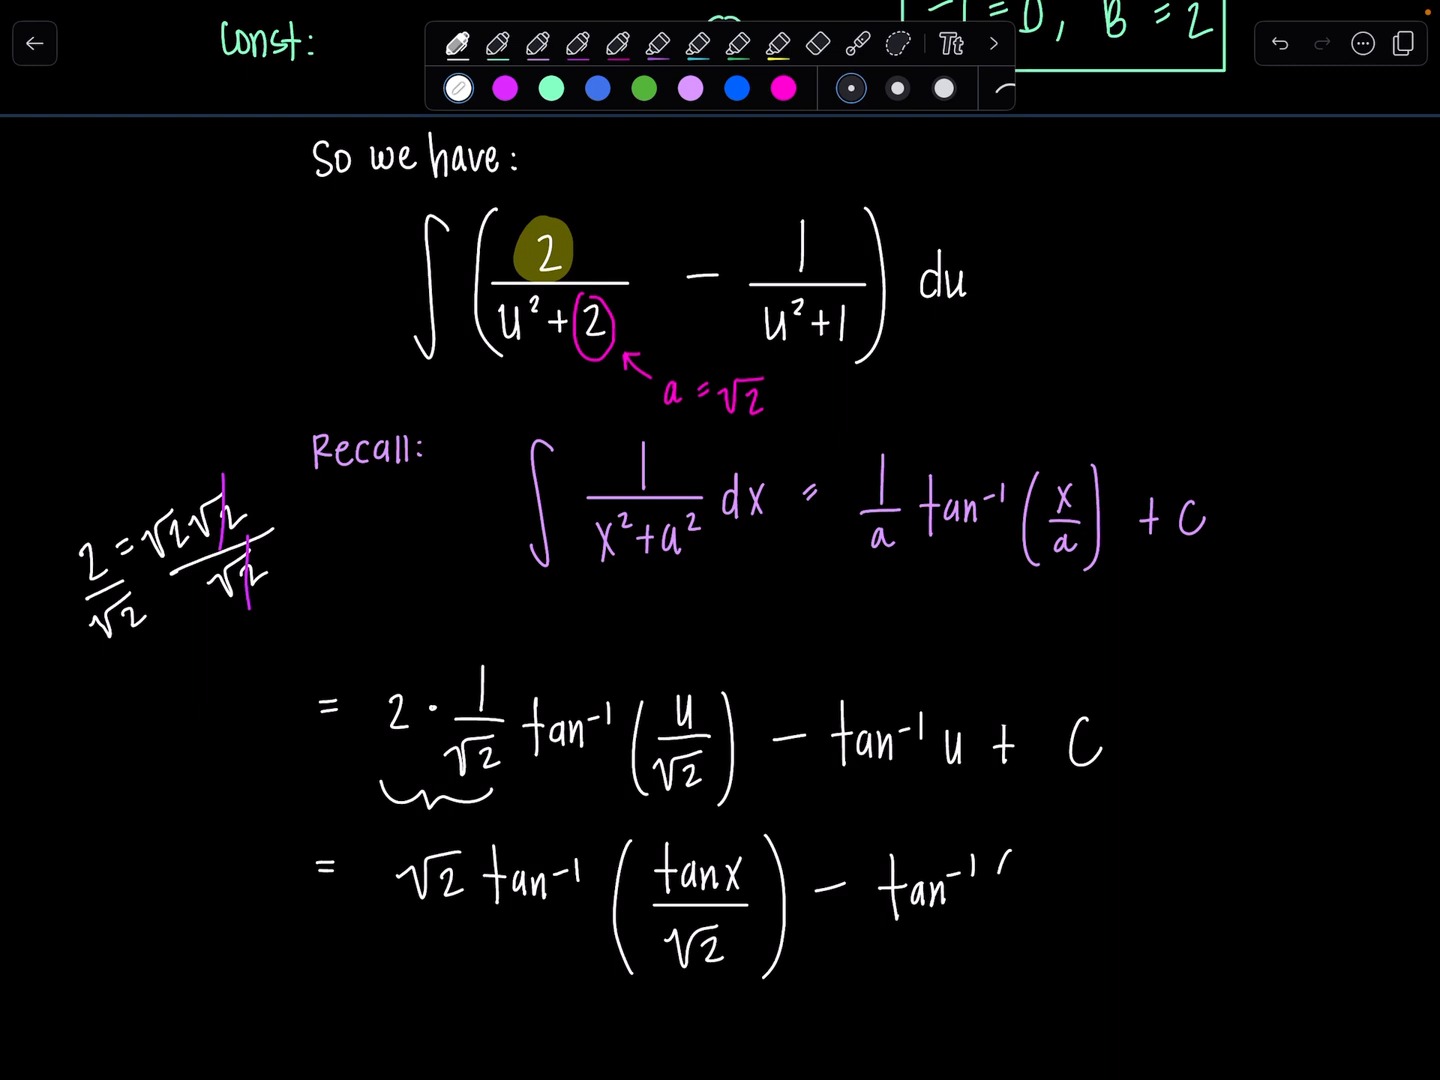 Const:
-1 = D, B = 2
So we have:
∫ ( 2/(u² + 2) − 1/(u² + 1) ) du
a = √2
Recall: ∫ 1/(x² + a²) dx = 1/a tan⁻¹ (x/a) + C
2/√2 = √2√2/√2
= 2 · 1/√2 tan⁻¹ (u/√2) − tan⁻¹ u + C
= √2 tan⁻¹ (tanx/√2) − tan⁻¹ (
Tt